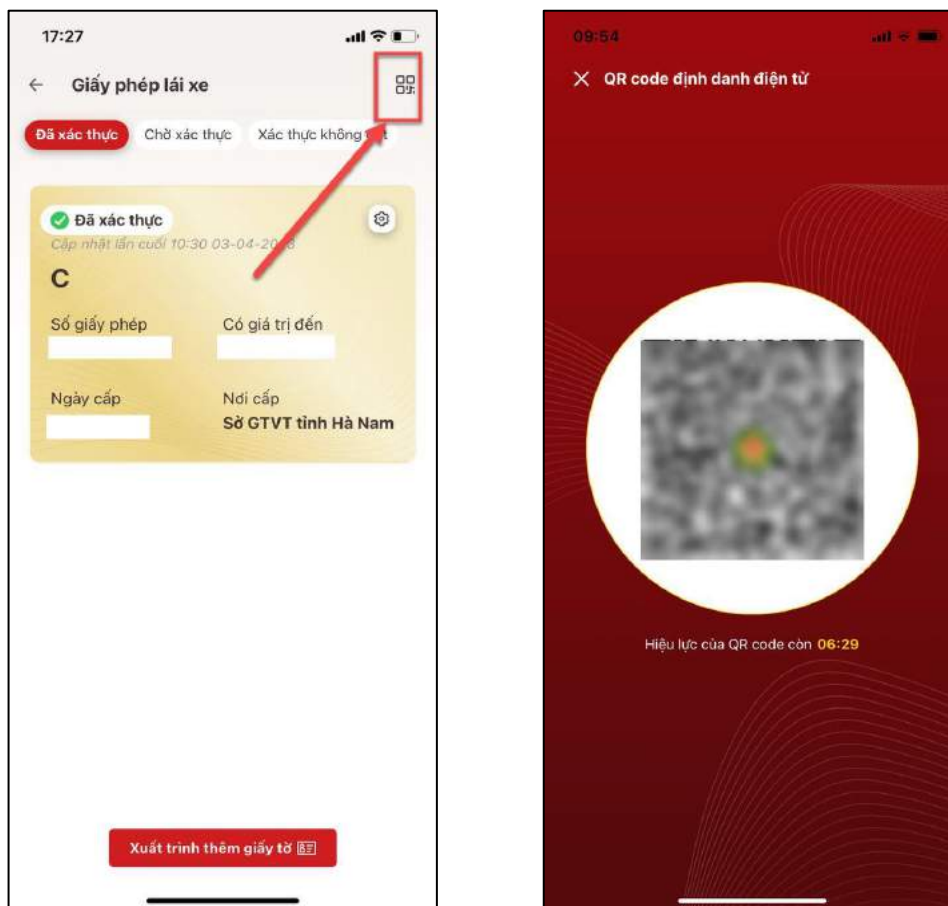 17:27
Giấy phép lái xe
Đã xác thực
Chờ xác thực
Xác thực không
Đã xác thực
Cập nhật lần cuối 10:30 03-04-20
C
Số giấy phép
Có giá trị đến
Ngày cấp
Nơi cấp
Sở GTVT tỉnh Hà Nam
Xuất trình thêm giấy tờ
09:54
QR code định danh điện tử
Hiệu lực của QR code còn 06:29